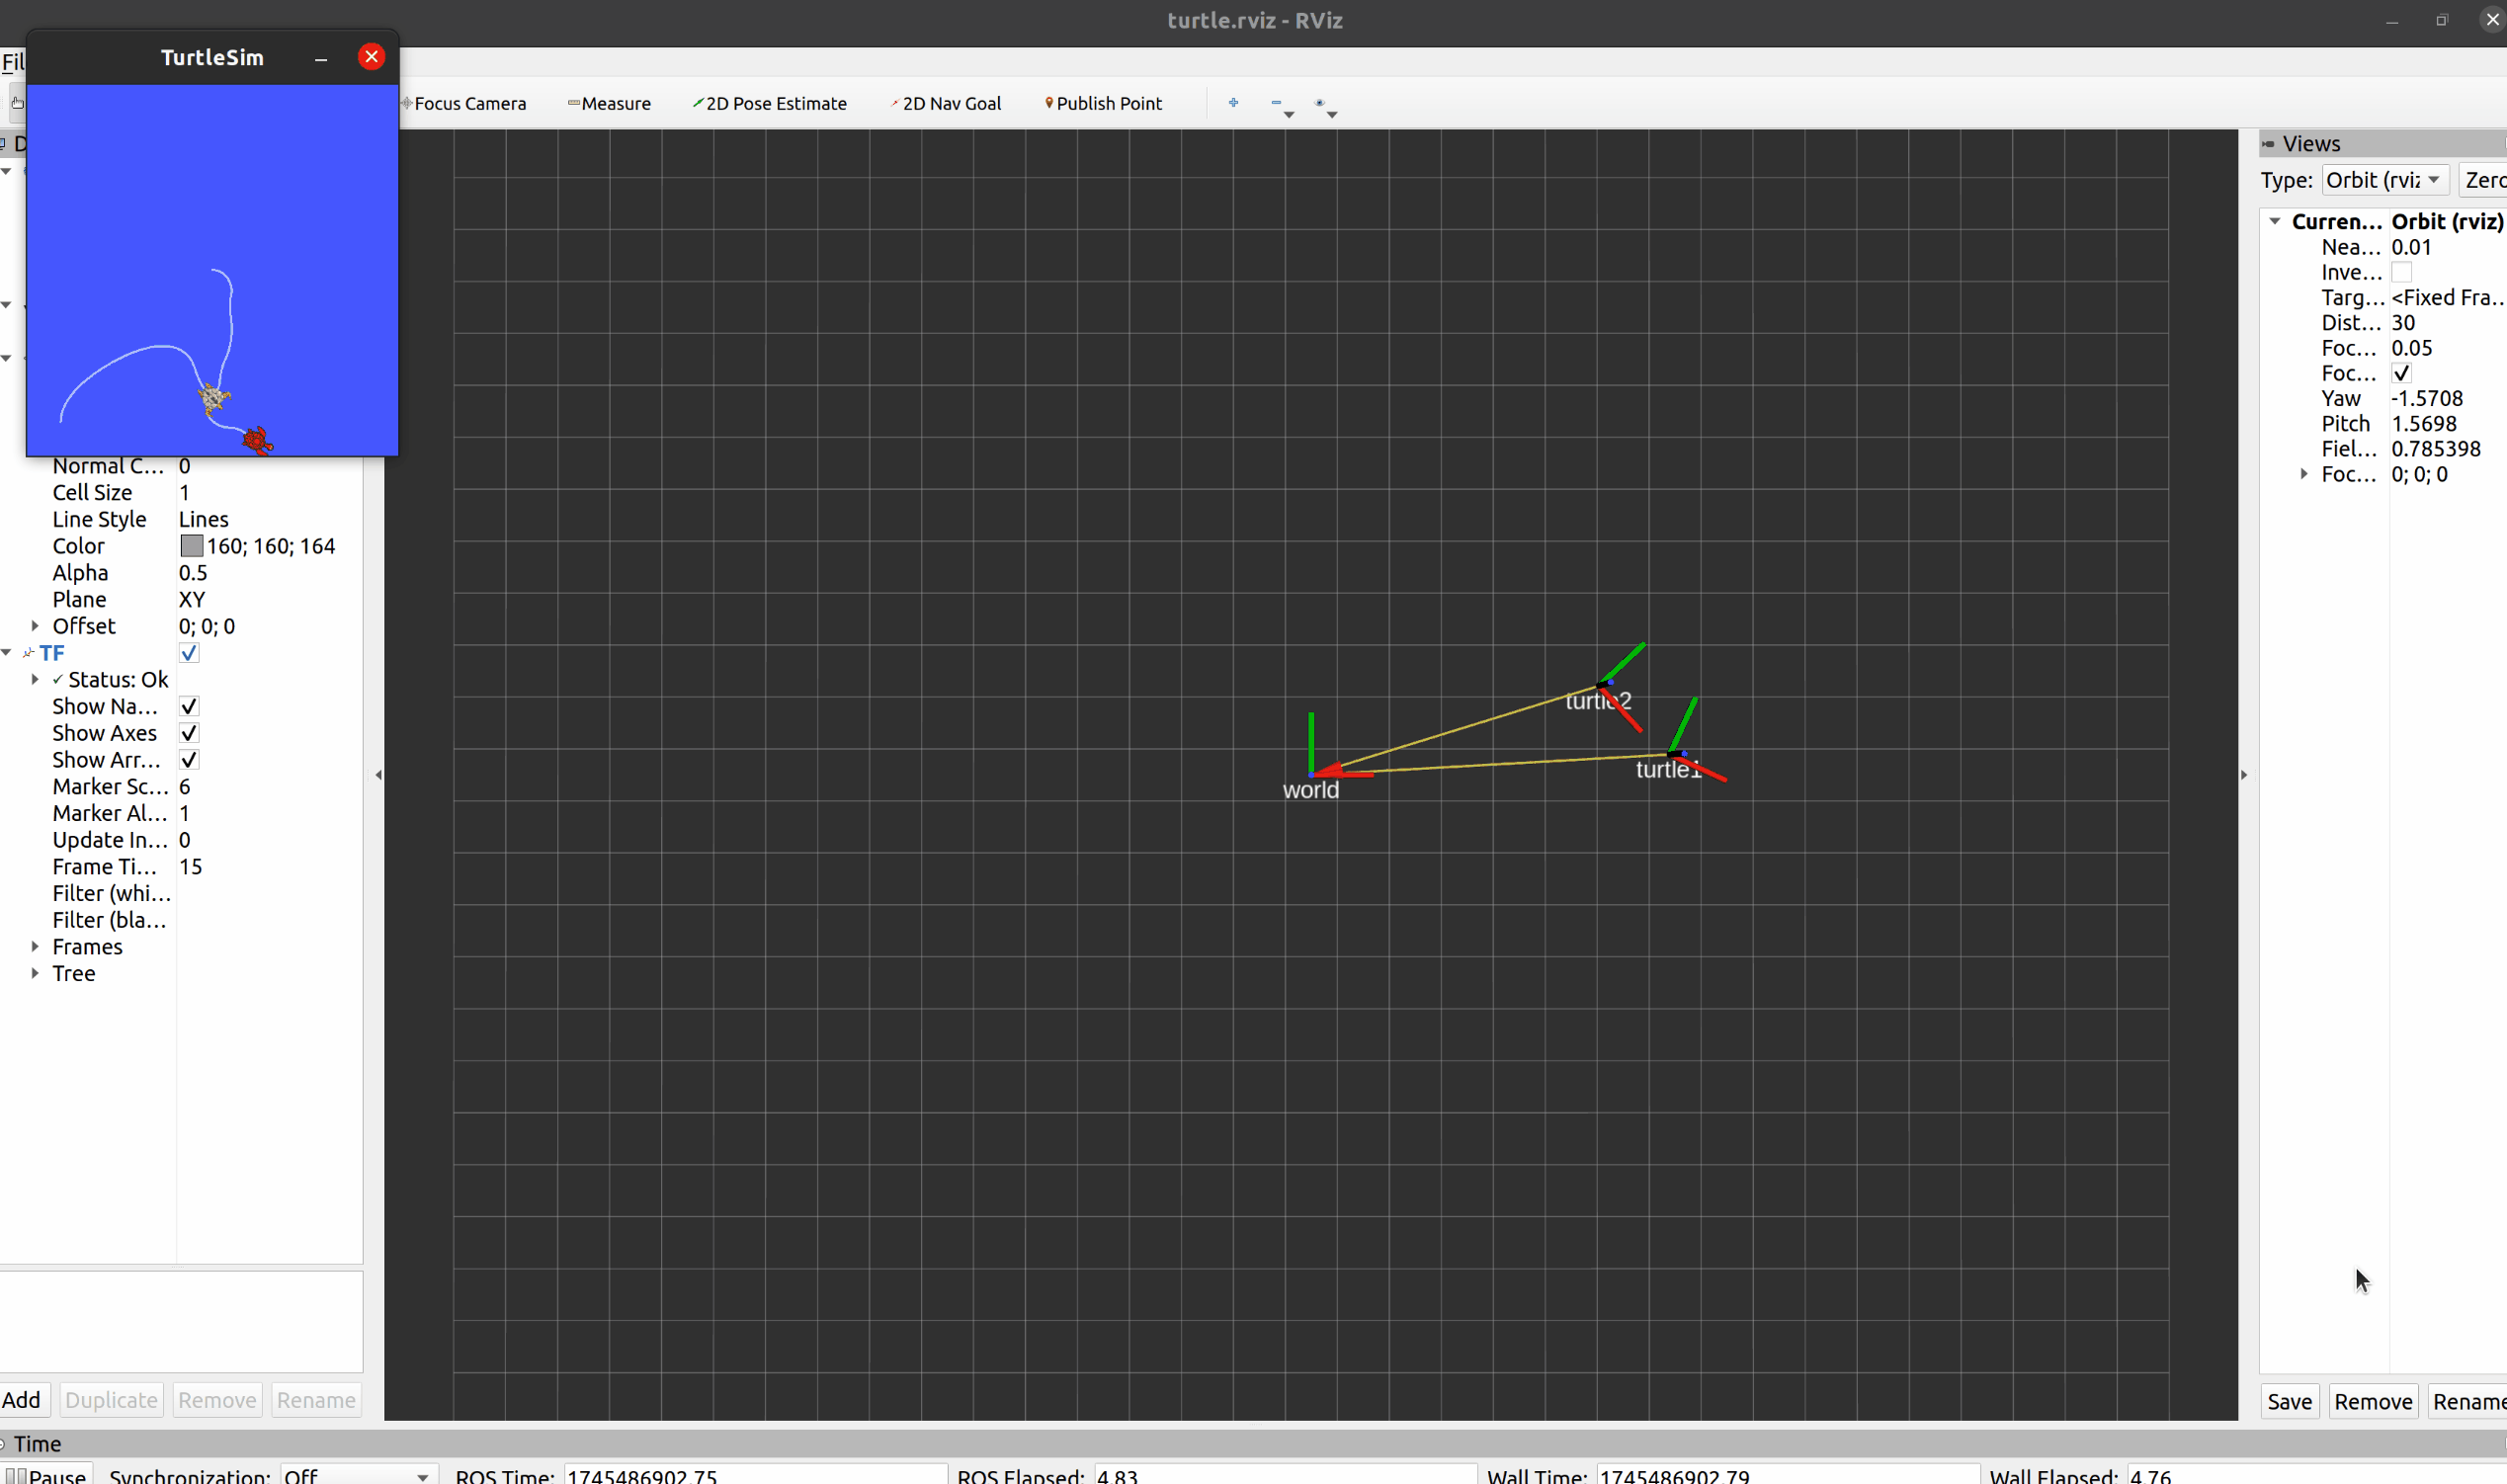 turtle.rviz - RViz
TurtleSim
Fil
Focus Camera
Measure
2D Pose Estimate
2D Nav Goal
Publish Point
D
Normal C... 0
Cell Size 1
Line Style Lines
Color 160; 160; 164
Alpha 0.5
Plane XY
Offset 0; 0; 0
TF
Status: Ok
Show Na...
Show Axes
Show Arr...
Marker Sc... 6
Marker Al... 1
Update In... 0
Frame Ti... 15
Filter (whi...
Filter (bla...
Frames
Tree
Add
Duplicate
Remove
Rename
turtle2
turtle1
world
Views
Type: Orbit (rviz Zero
Curren... Orbit (rviz)
Nea... 0.01
Inve...
Targ... <Fixed Fra..
Dist... 30
Foc... 0.05
Foc...
Yaw -1.5708
Pitch 1.5698
Fiel... 0.785398
Foc... 0; 0; 0
Save
Remove
Rename
Time
Pause Synchronization: Off ROS Time: 1745486902.75 ROS Elapsed: 4.83 Wall Time: 1745486902.79 Wall Elapsed: 4.76